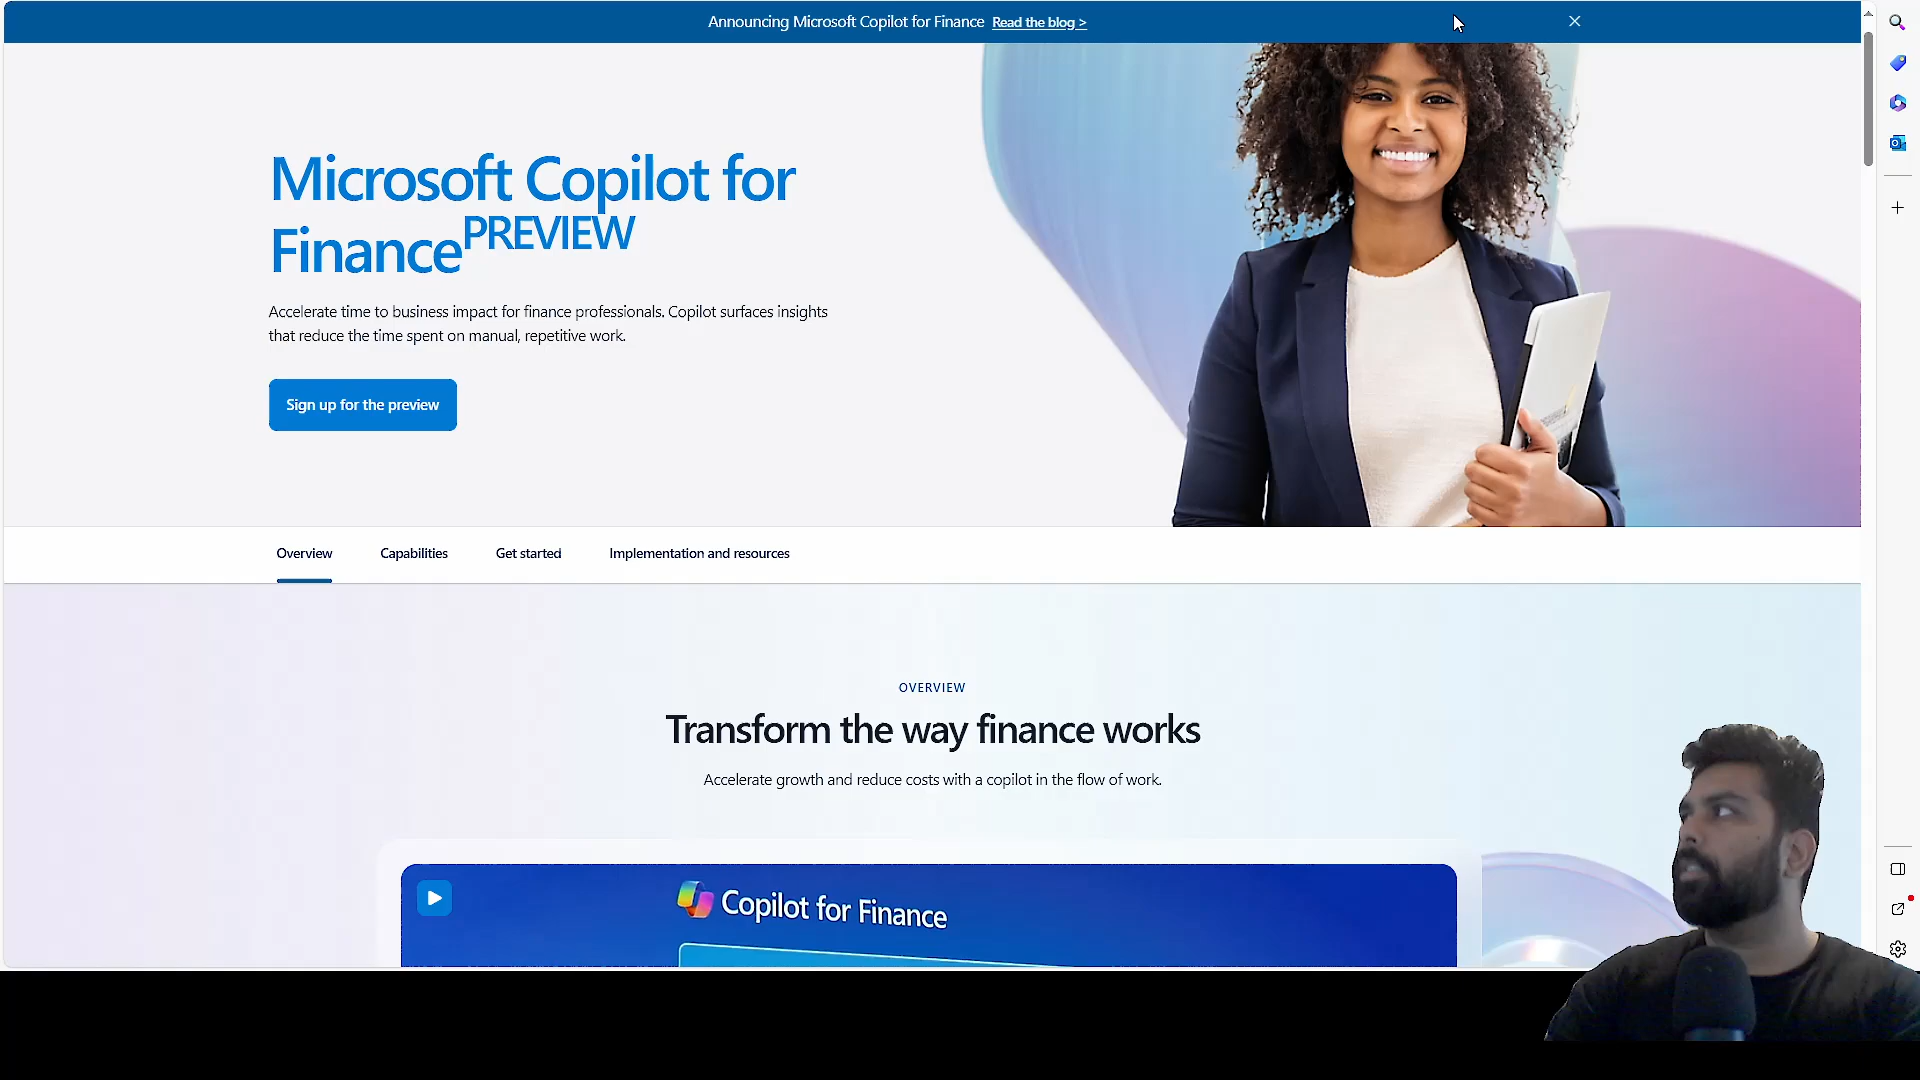 Announcing Microsoft Copilot for Finance Read the blog >
Microsoft Copilot for
Finance PREVIEW
Accelerate time to business impact for finance professionals. Copilot surfaces insights
that reduce the time spent on manual, repetitive work.
Sign up for the preview
Overview Capabilities Get started Implementation and resources
OVERVIEW
Transform the way finance works
Accelerate growth and reduce costs with a copilot in the flow of work.
Copilot for Finance